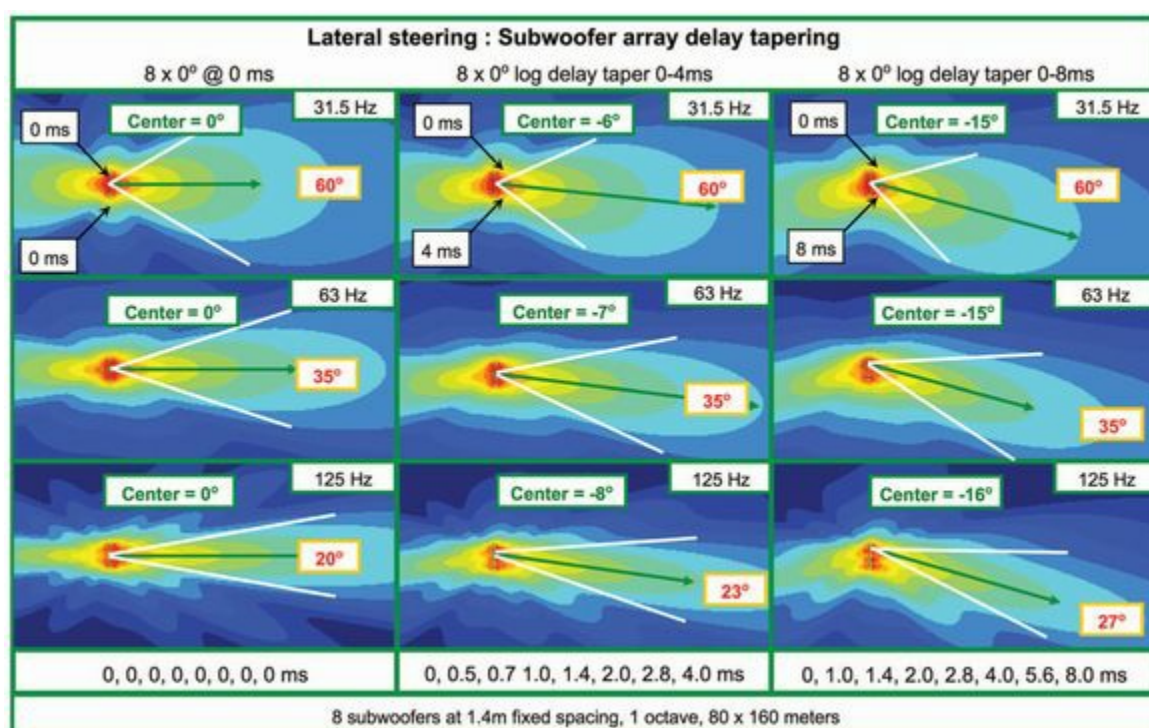 Lateral steering : Subwoofer array delay tapering
8 x 0º @ 0 ms
8 x 0º log delay taper 0-4ms
8 x 0º log delay taper 0-8ms
31.5 Hz
Center = 0º
0 ms
60º
0 ms
31.5 Hz
Center = -6º
0 ms
60º
4 ms
31.5 Hz
Center = -15º
0 ms
60º
8 ms
63 Hz
Center = 0º
35º
63 Hz
Center = -7º
35º
63 Hz
Center = -15º
35º
125 Hz
Center = 0º
20º
125 Hz
Center = -8º
23º
125 Hz
Center = -16º
27º
0, 0, 0, 0, 0, 0, 0, 0 ms
0, 0.5, 0.7 1.0, 1.4, 2.0, 2.8, 4.0 ms
0, 1.0, 1.4, 2.0, 2.8, 4.0, 5.6, 8.0 ms
8 subwoofers at 1.4m fixed spacing, 1 octave, 80 x 160 meters